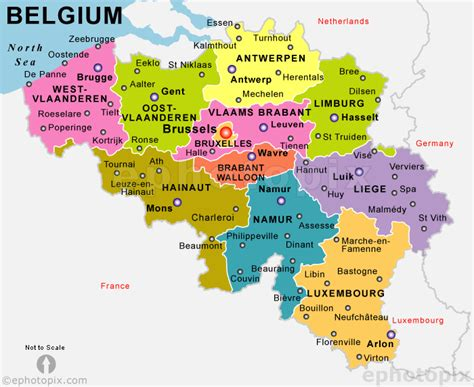 BELGIUM
North
Sea
Netherlands
Germany
France
Luxembourg
Zeebrugge
Oostende
De Panne
Brugge
WEST-
VLAANDEREN
Roeselare
Poperinge
Kortrijk
Eeklo
St Niklaas
Aalter
Gent
OOST-
VLAANDEREN
Ronse
Essen
Kalmthout
Turnhout
ANTWERPEN
Antwerp
Herentals
Mechelen
Bree
Dilsen
LIMBURG
Hasselt
St Truiden
VLAAMS BRABANT
Leuven
Tienen
Brussels
BRUXELLES
Halle
Wavre
BRABANT
WALLOON
Tournai
Ath
Leuze-en-
Hainaut
HAINAUT
Mons
Charleroi
Beaumont
Hannut
Luik
Verviers
LIEGE
Spa
Malmédy
St Vith
Namur
NAMUR
Assesse
Philippeville
Dinant
Couvin
Beauraing
Bièvre
Marche-en-
Famenne
Libin
Bastogne
LUXEMBOURG
Bouillon
Neufchâteau
Florenville
Arlon
Virton
Not to Scale
©ephotopix.com
ephotopix
ephotopix